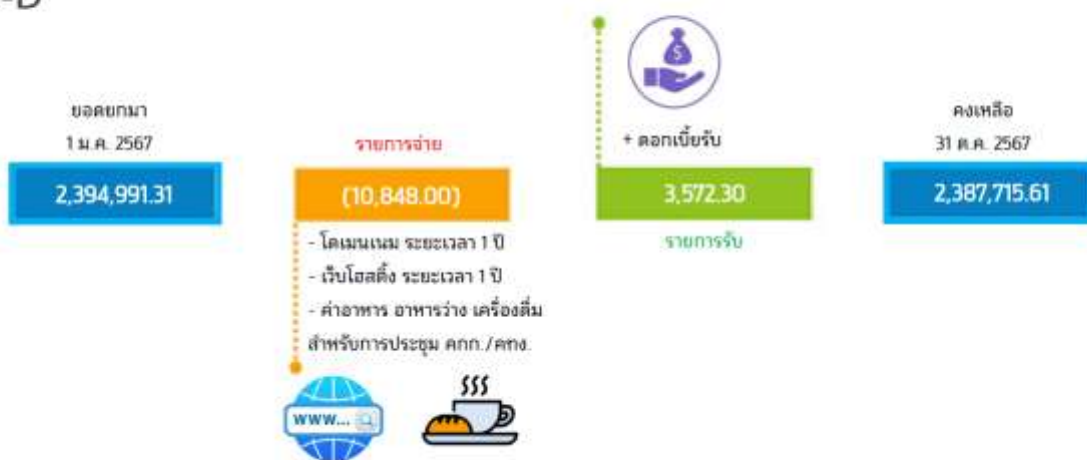 ยอดยกมา
1 ม.ค. 2567
2,394,991.31
รายการจ่าย
(10,848.00)
- โดเมนเนม ระยะเวลา 1 ปี
- เว็บโฮสติ้ง ระยะเวลา 1 ปี
- ค่าอาหาร อาหารว่าง เครื่องดื่ม
สำหรับการประชุม คกก./คทง.
www...
$
+ ดอกเบี้ยรับ
3,572.30
รายการรับ
คงเหลือ
31 ต.ค. 2567
2,387,715.61